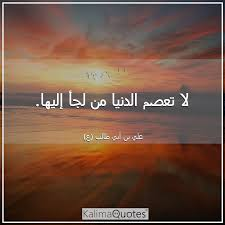 لا تعصم الدنيا من لجأ إليها.
علي بن أبي طالب (ع)
KalimaQuotes